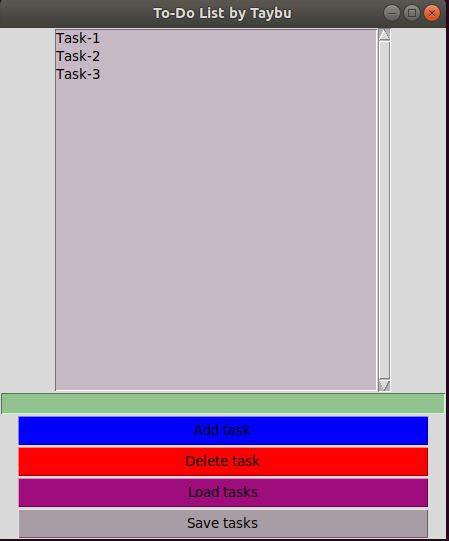 To-Do List by Taybu
Task-1
Task-2
Task-3
Add task
Delete task
Load tasks
Save tasks